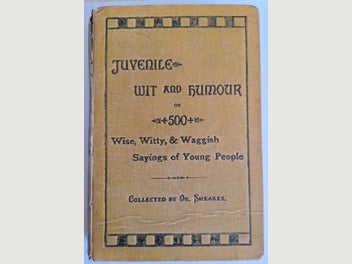 JUVENILE
WIT AND HUMOUR
OR
500
Wise, Witty, & Waggish
Sayings of Young People
COLLECTED BY DR. SHEARER.